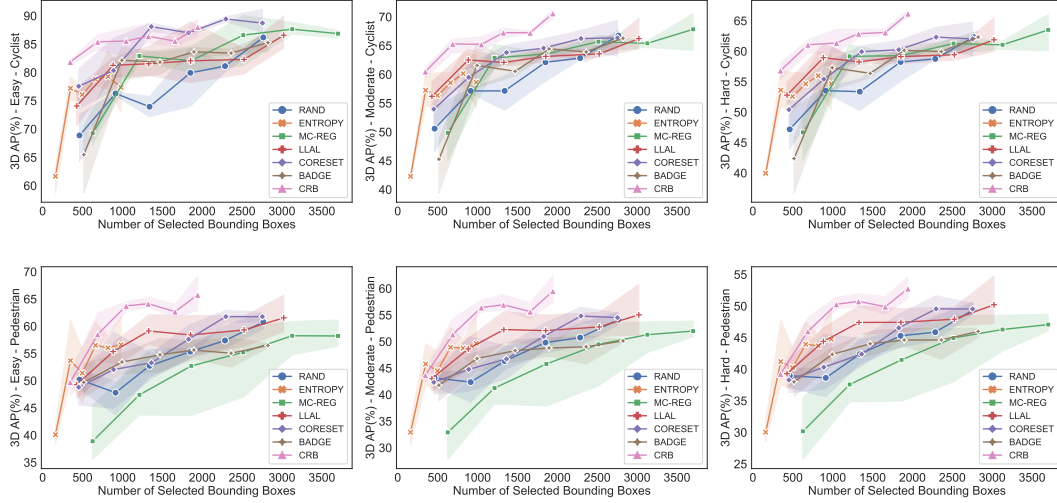 3D AP(%) - Easy - Cyclist
90
85
80
75
70
65
60
0 500 1000 1500 2000 2500 3000 3500
Number of Selected Bounding Boxes
RAND
ENTROPY
MC-REG
LLAL
CORESET
BADGE
CRB
3D AP(%) - Moderate - Cyclist
70
65
60
55
50
45
40
0 500 1000 1500 2000 2500 3000 3500
Number of Selected Bounding Boxes
RAND
ENTROPY
MC-REG
LLAL
CORESET
BADGE
CRB
3D AP(%) - Hard - Cyclist
65
60
55
50
45
40
0 500 1000 1500 2000 2500 3000 3500
Number of Selected Bounding Boxes
RAND
ENTROPY
MC-REG
LLAL
CORESET
BADGE
CRB
3D AP(%) - Easy - Pedestrian
70
65
60
55
50
45
40
35
0 500 1000 1500 2000 2500 3000 3500
Number of Selected Bounding Boxes
RAND
ENTROPY
MC-REG
LLAL
CORESET
BADGE
CRB
3D AP(%) - Moderate - Pedestrian
60
55
50
45
40
35
30
0 500 1000 1500 2000 2500 3000 3500
Number of Selected Bounding Boxes
RAND
ENTROPY
MC-REG
LLAL
CORESET
BADGE
CRB
3D AP(%) - Hard - Pedestrian
55
50
45
40
35
30
25
0 500 1000 1500 2000 2500 3000 3500
Number of Selected Bounding Boxes
RAND
ENTROPY
MC-REG
LLAL
CORESET
BADGE
CRB